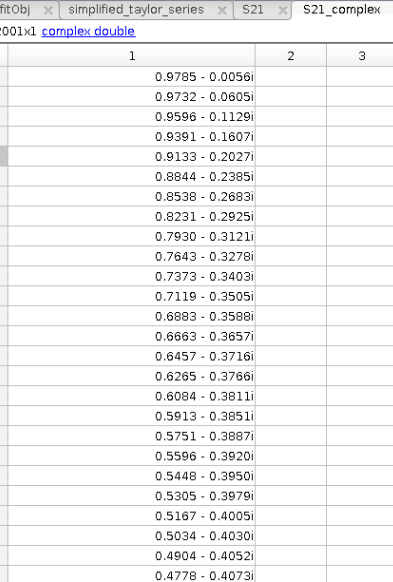 fitObj simplified_taylor_series S21 S21_complex
2001x1 complex double
1 2 3
0.9785 - 0.0056i
0.9732 - 0.0605i
0.9596 - 0.1129i
0.9391 - 0.1607i
0.9133 - 0.2027i
0.8844 - 0.2385i
0.8538 - 0.2683i
0.8231 - 0.2925i
0.7930 - 0.3121i
0.7643 - 0.3278i
0.7373 - 0.3403i
0.7119 - 0.3505i
0.6883 - 0.3588i
0.6663 - 0.3657i
0.6457 - 0.3716i
0.6265 - 0.3766i
0.6084 - 0.3811i
0.5913 - 0.3851i
0.5751 - 0.3887i
0.5596 - 0.3920i
0.5448 - 0.3950i
0.5305 - 0.3979i
0.5167 - 0.4005i
0.5034 - 0.4030i
0.4904 - 0.4052i
0.4778 - 0.4073i